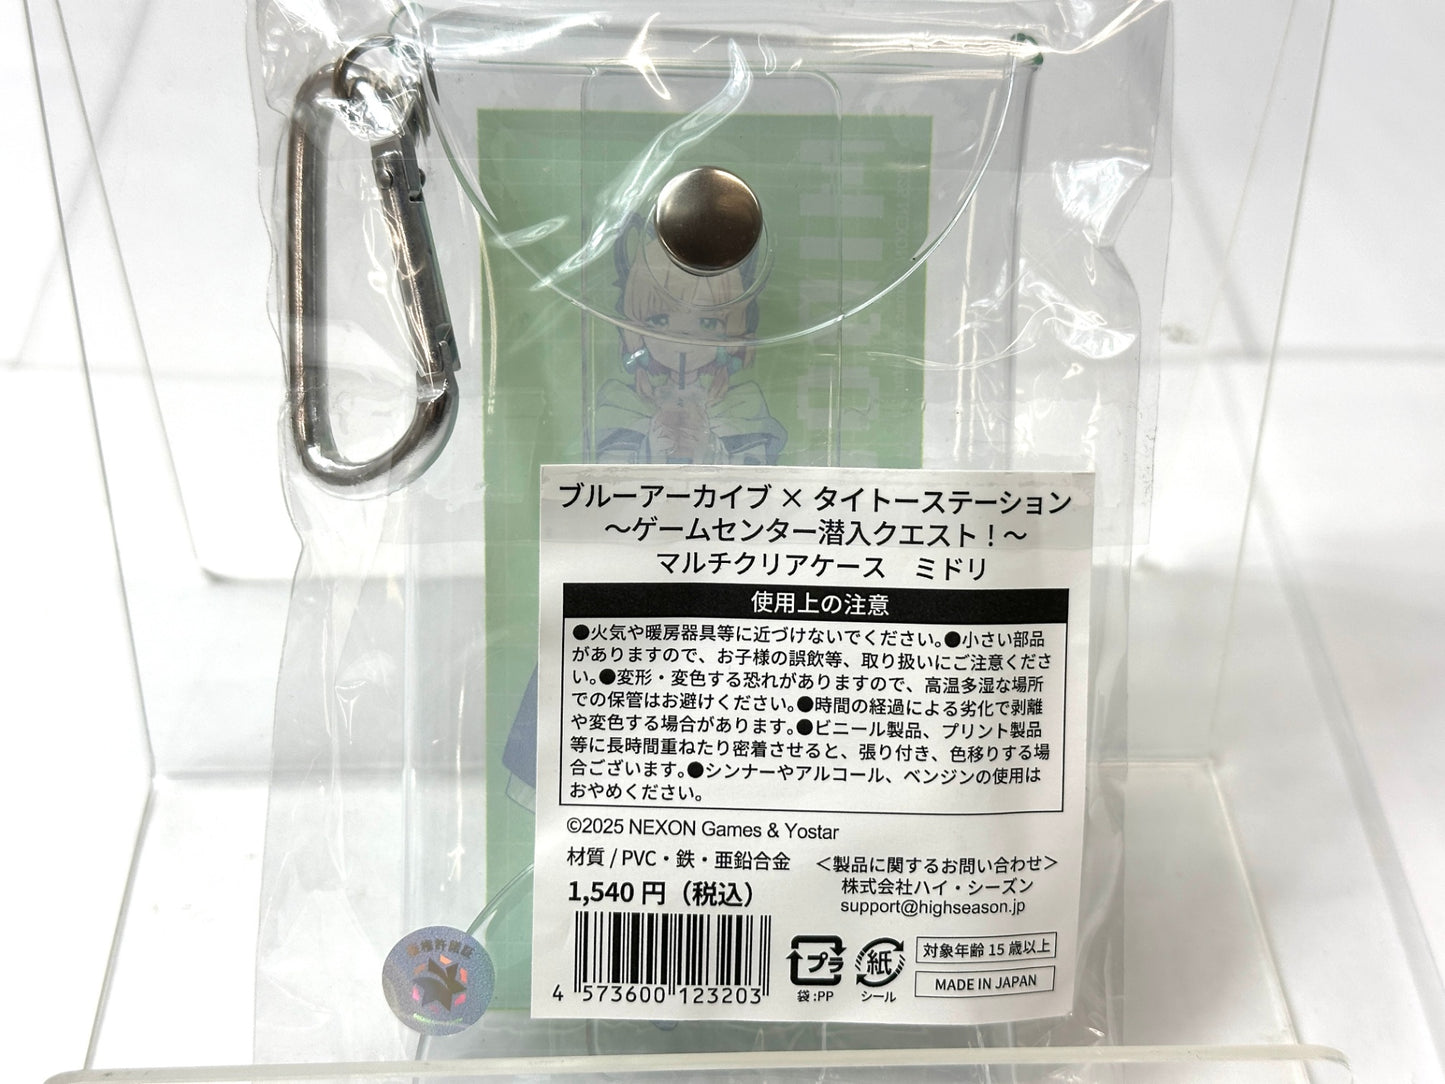 ブルーアーカイブ × タイトーステーション
～ゲームセンター潜入クエスト！～
マルチクリアケース　ミドリ
使用上の注意
●火気や暖房器具等に近づけないでください。●小さい部品
がありますので、お子様の誤飲等、取り扱いにご注意くださ
い。●変形・変色する恐れがありますので、高温多湿な場所
での保管はお避けください。●時間の経過による劣化で剥離
や変色する場合があります。●ビニール製品、プリント製品
等に長時間重ねたり密着させると、張り付き、色移りする場
合ございます。●シンナーやアルコール、ベンジンの使用は
おやめください。
©2025 NEXON Games & Yostar
材質 / PVC・鉄・亜鉛合金
1,540 円（税込）
＜製品に関するお問い合わせ＞
株式会社ハイ・シーズン
support@highseason.jp
4 573600 123203
プラ
袋:PP
紙
シール
対象年齢 15 歳以上
MADE IN JAPAN